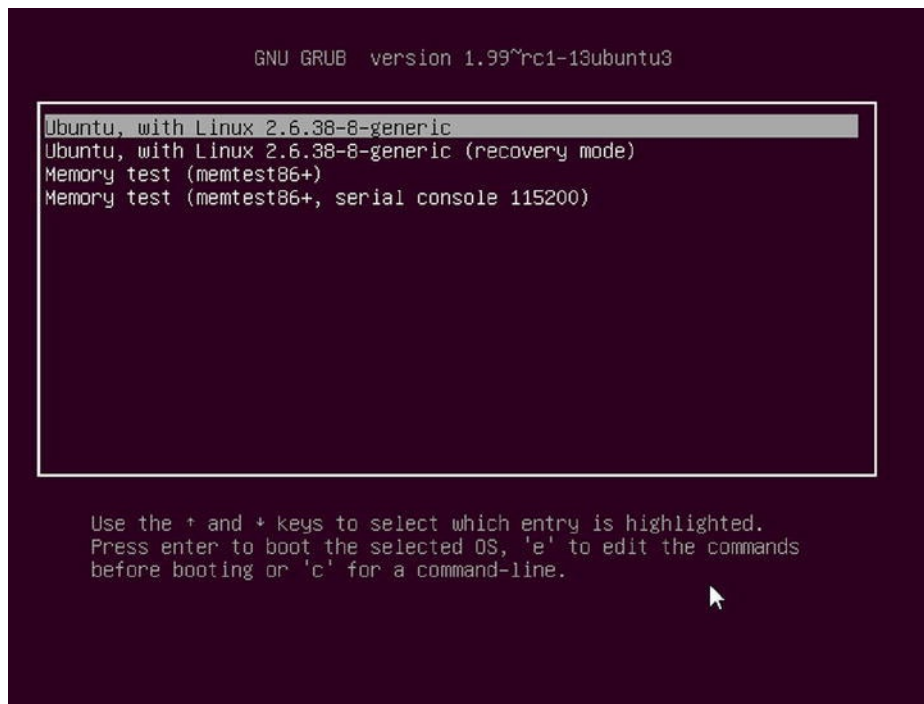 GNU GRUB  version 1.99~rc1-13ubuntu3
Ubuntu, with Linux 2.6.38-8-generic
Ubuntu, with Linux 2.6.38-8-generic (recovery mode)
Memory test (memtest86+)
Memory test (memtest86+, serial console 115200)
Use the ↑ and ↓ keys to select which entry is highlighted.
Press enter to boot the selected OS, 'e' to edit the commands
before booting or 'c' for a command-line.